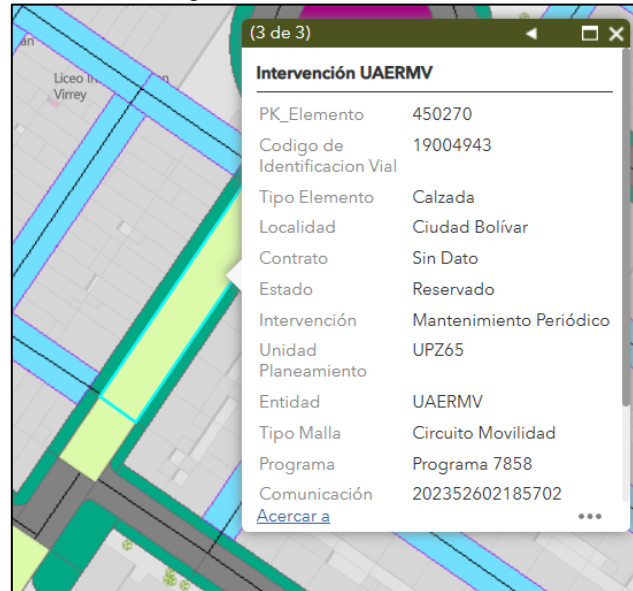 (3 de 3)
Intervención UAERMV
PK_Elemento 450270
Codigo de Identificacion Vial 19004943
Tipo Elemento Calzada
Localidad Ciudad Bolívar
Contrato Sin Dato
Estado Reservado
Intervención Mantenimiento Periódico
Unidad Planeamiento UPZ65
Entidad UAERMV
Tipo Malla Circuito Movilidad
Programa Programa 7858
Comunicación 202352602185702
Acercar a
Liceo
Virrey